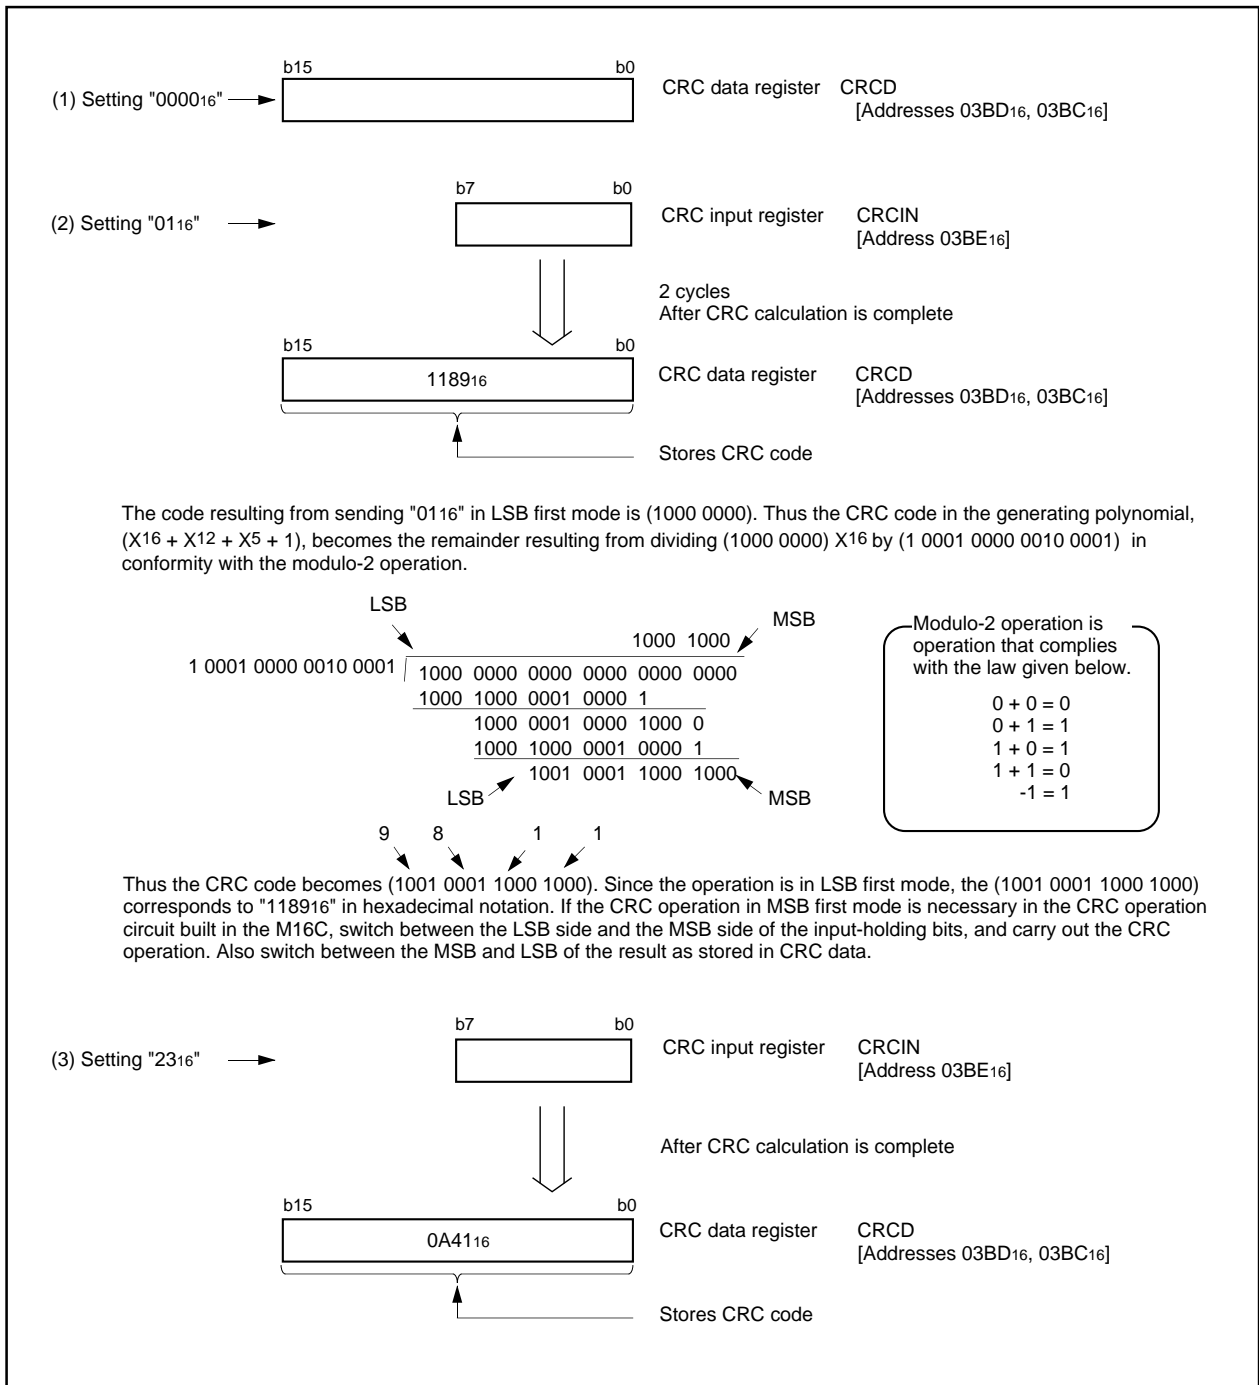 b15 b0
(1) Setting "0000₁₆" CRC data register CRCD
[Addresses 03BD₁₆, 03BC₁₆]
b7 b0
(2) Setting "01₁₆" CRC input register CRCIN
[Address 03BE₁₆]
2 cycles
After CRC calculation is complete
b15 b0
1189₁₆ CRC data register CRCD
[Addresses 03BD₁₆, 03BC₁₆]
Stores CRC code
The code resulting from sending "01₁₆" in LSB first mode is (1000 0000). Thus the CRC code in the generating polynomial,
(X¹⁶ + X¹² + X⁵ + 1), becomes the remainder resulting from dividing (1000 0000) X¹⁶ by (1 0001 0000 0010 0001) in
conformity with the modulo-2 operation.
LSB MSB
1000 1000
1 0001 0000 0010 0001 1000 0000 0000 0000 0000 0000
1000 1000 0001 0000 1
1000 0001 0000 1000 0
1000 1000 0001 0000 1
1001 0001 1000 1000
LSB MSB
Modulo-2 operation is
operation that complies
with the law given below.
0 + 0 = 0
0 + 1 = 1
1 + 0 = 1
1 + 1 = 0
-1 = 1
9 8 1 1
Thus the CRC code becomes (1001 0001 1000 1000). Since the operation is in LSB first mode, the (1001 0001 1000 1000)
corresponds to "1189₁₆" in hexadecimal notation. If the CRC operation in MSB first mode is necessary in the CRC operation
circuit built in the M16C, switch between the LSB side and the MSB side of the input-holding bits, and carry out the CRC
operation. Also switch between the MSB and LSB of the result as stored in CRC data.
b7 b0
(3) Setting "23₁₆" CRC input register CRCIN
[Address 03BE₁₆]
After CRC calculation is complete
b15 b0
0A41₁₆ CRC data register CRCD
[Addresses 03BD₁₆, 03BC₁₆]
Stores CRC code